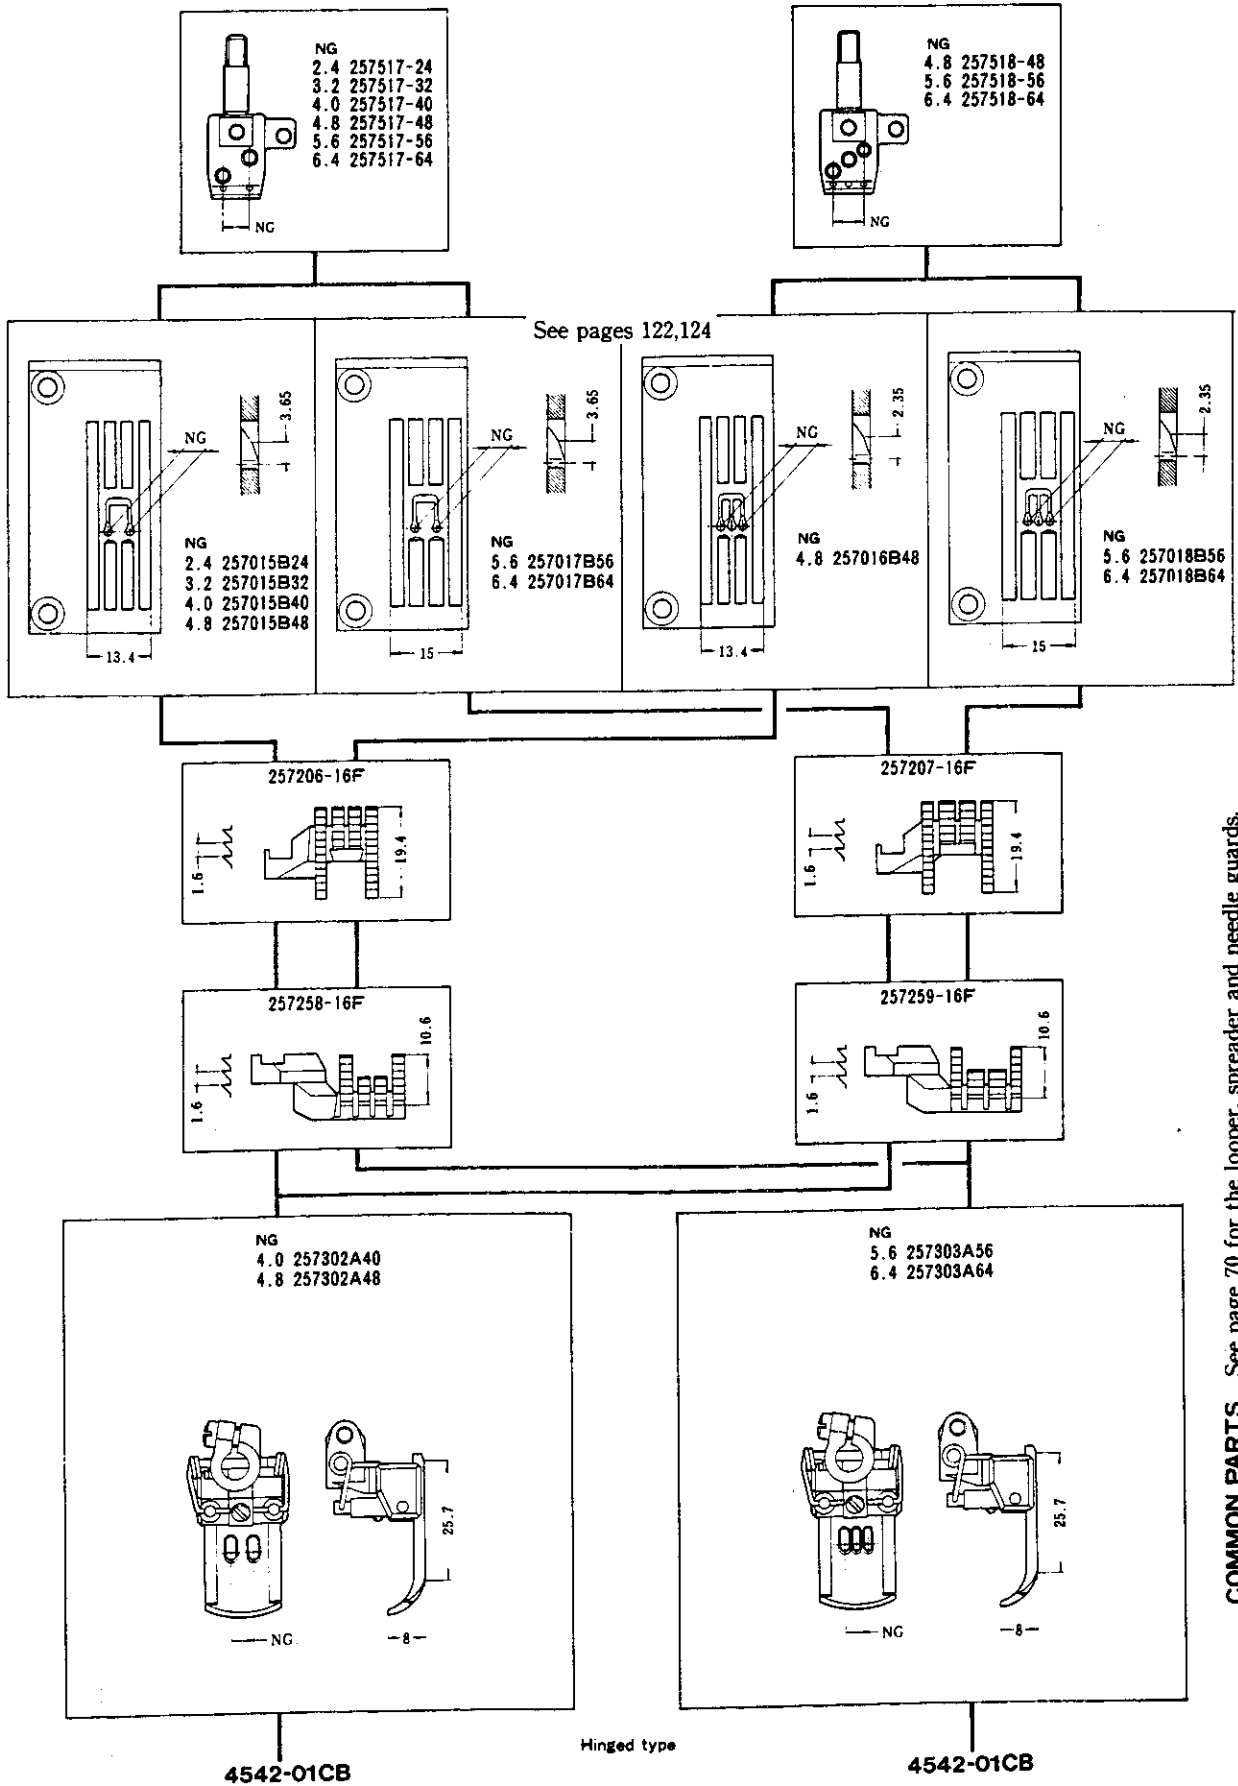 NG
2.4 257517-24
3.2 257517-32
4.0 257517-40
4.8 257517-48
5.6 257517-56
6.4 257517-64
NG
NG
4.8 257518-48
5.6 257518-56
6.4 257518-64
NG
See pages 122,124
NG
3.65
NG
2.4 257015B24
3.2 257015B32
4.0 257015B40
4.8 257015B48
13.4
NG
3.65
NG
5.6 257017B56
6.4 257017B64
15
NG
2.35
NG
4.8 257016B48
13.4
NG
2.35
NG
5.6 257018B56
6.4 257018B64
15
257206-16F
1.6
19.4
257207-16F
1.6
19.4
257258-16F
1.6
10.6
257259-16F
1.6
10.6
NG
4.0 257302A40
4.8 257302A48
25.7
NG
8
NG
5.6 257303A56
6.4 257303A64
25.7
NG
8
Hinged type
4542-01CB
4542-01CB
COMMON PARTS See page 70 for the looper, spreader and needle guards.